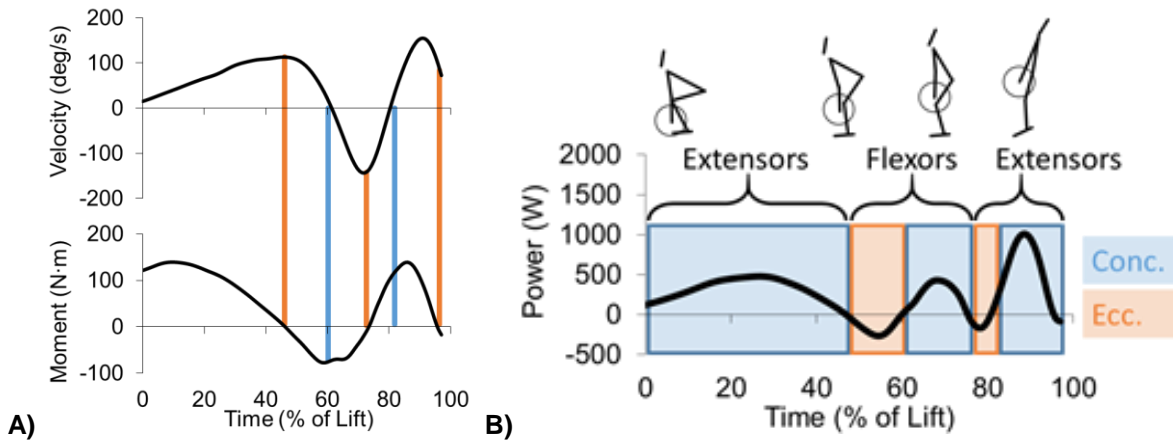 200
100
0
-100
-200
Velocity (deg/s)
200
100
0
-100
Moment (N·m)
0 20 40 60 80 100
Time (% of Lift)
A)
Extensors Flexors Extensors
2000
1500
1000
500
0
-500
Power (W)
Conc.
Ecc.
0 20 40 60 80 100
Time (% of Lift)
B)